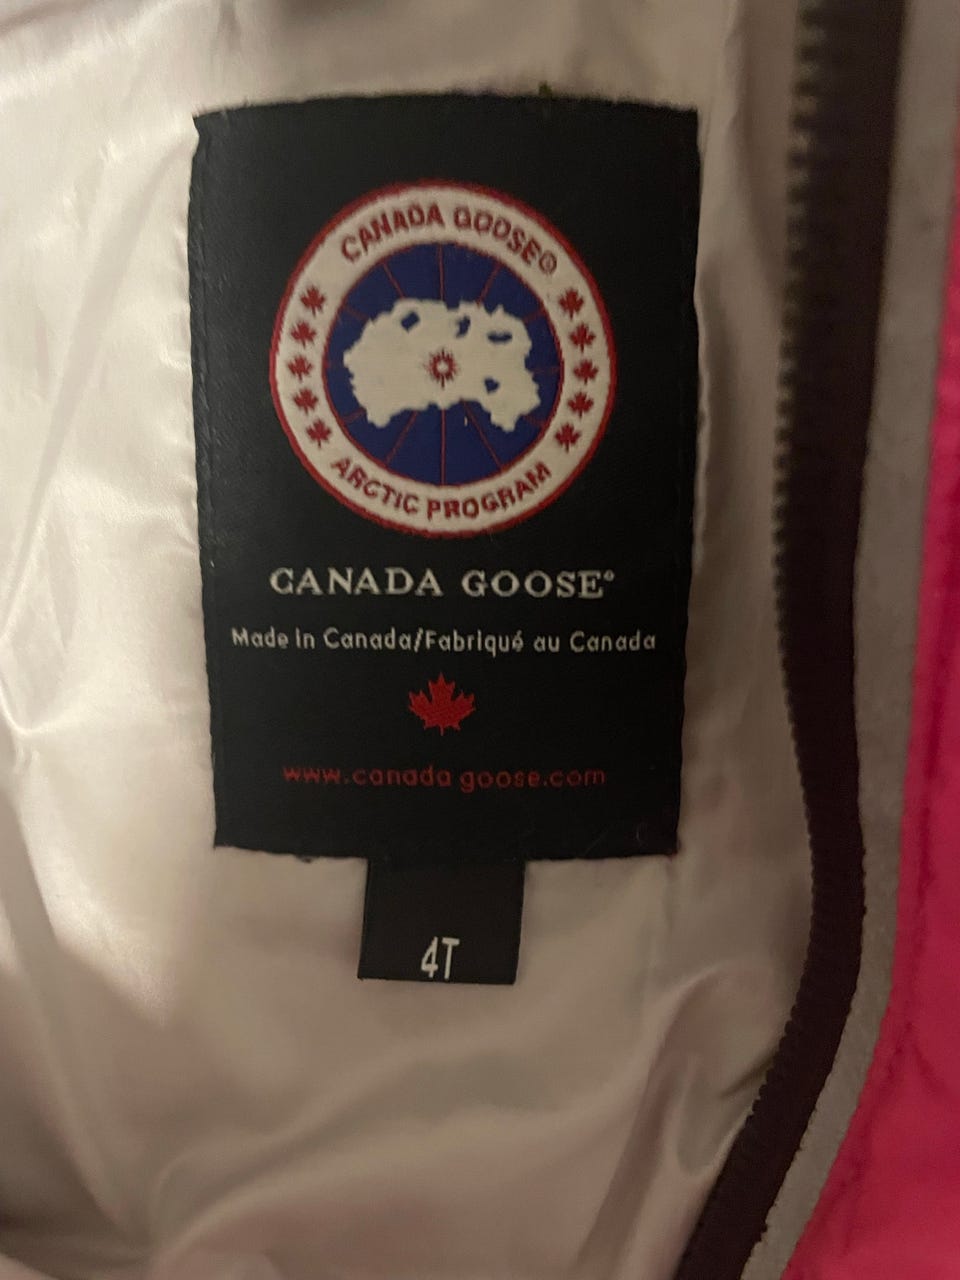 CANADA GOOSE®
ARCTIC PROGRAM
CANADA GOOSE®
Made in Canada/Fabriqué au Canada
www.canada goose.com
4T